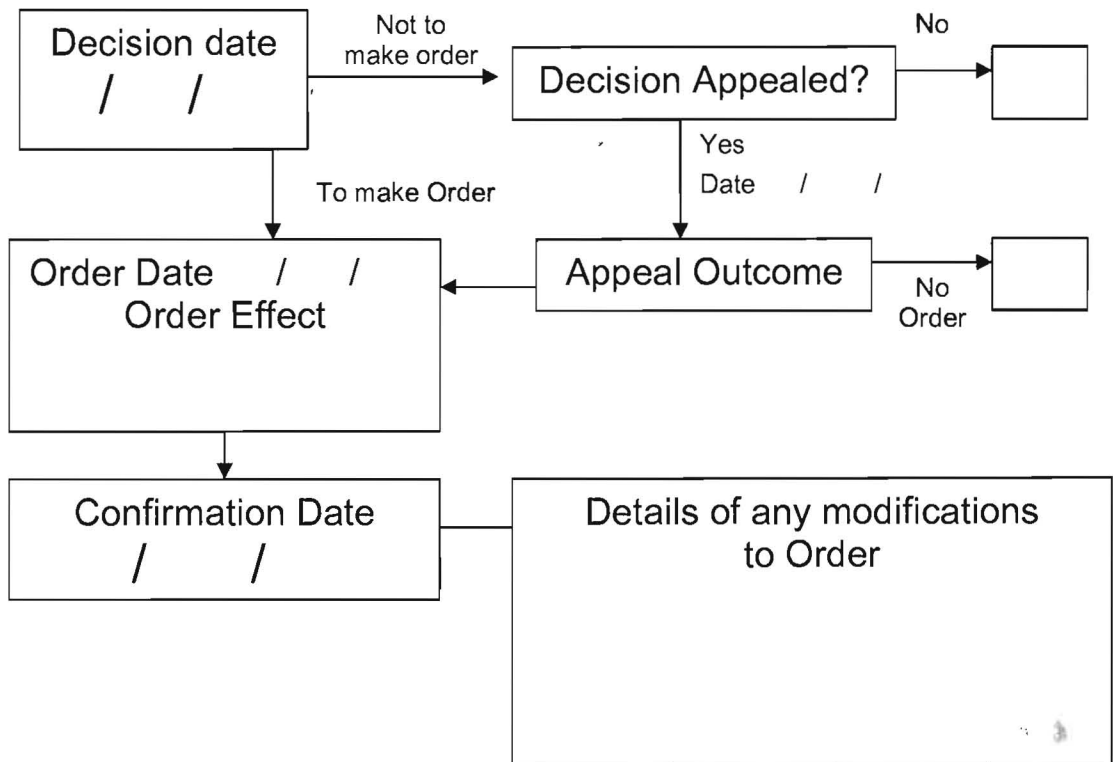 Decision date
/ /
Not to
make order
Decision Appealed?
No
Yes
Date / /
To make Order
Order Date / /
Order Effect
Appeal Outcome
No
Order
Confirmation Date
/ /
Details of any modifications
to Order